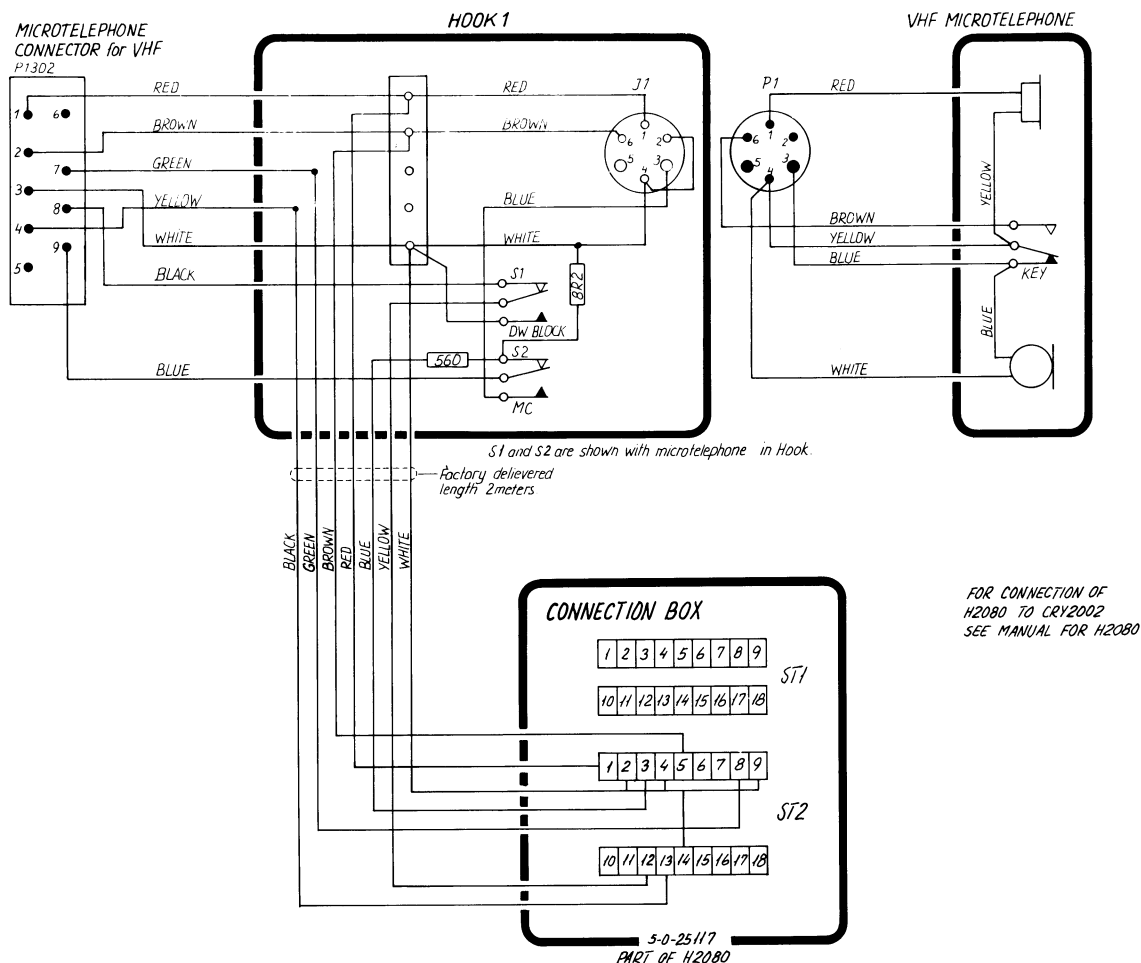 MICROTELEPHONE
CONNECTOR for VHF
P1302
HOOK 1
VHF MICROTELEPHONE
RED
RED
J1
P1
RED
1 6
BROWN
BROWN
6 1 2
5 4 3
6 1 2
5 4 3
2
7
GREEN
3
YELLOW
BLUE
YELLOW
8
4
WHITE
WHITE
BROWN
9
YELLOW
5
BLACK
S1
8R2
BLUE
KEY
DW BLOCK
BLUE
560
S2
BLUE
WHITE
MC
S1 and S2 are shown with microtelephone in Hook.
Factory delievered
length 2meters.
BLACK
GREEN
BROWN
RED
BLUE
YELLOW
WHITE
FOR CONNECTION OF
H2080 TO CRY2002
SEE MANUAL FOR H2080
CONNECTION BOX
1 2 3 4 5 6 7 8 9
ST1
10 11 12 13 14 15 16 17 18
1 2 3 4 5 6 7 8 9
ST2
10 11 12 13 14 15 16 17 18
5-0-25117
PART OF H2080